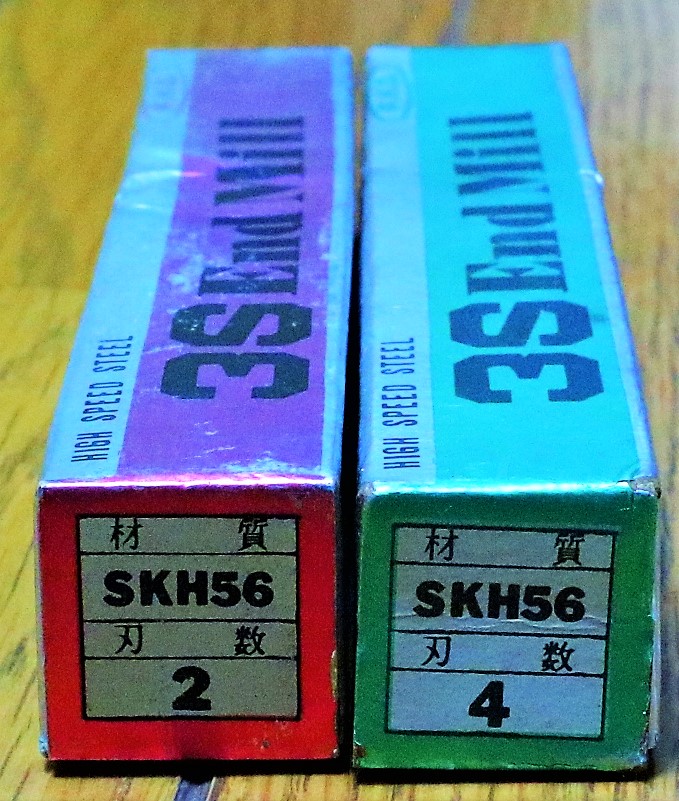 3S End Mill
HIGH SPEED STEEL
材 質
SKH56
刃 数
2
3S End Mill
HIGH SPEED STEEL
材 質
SKH56
刃 数
4